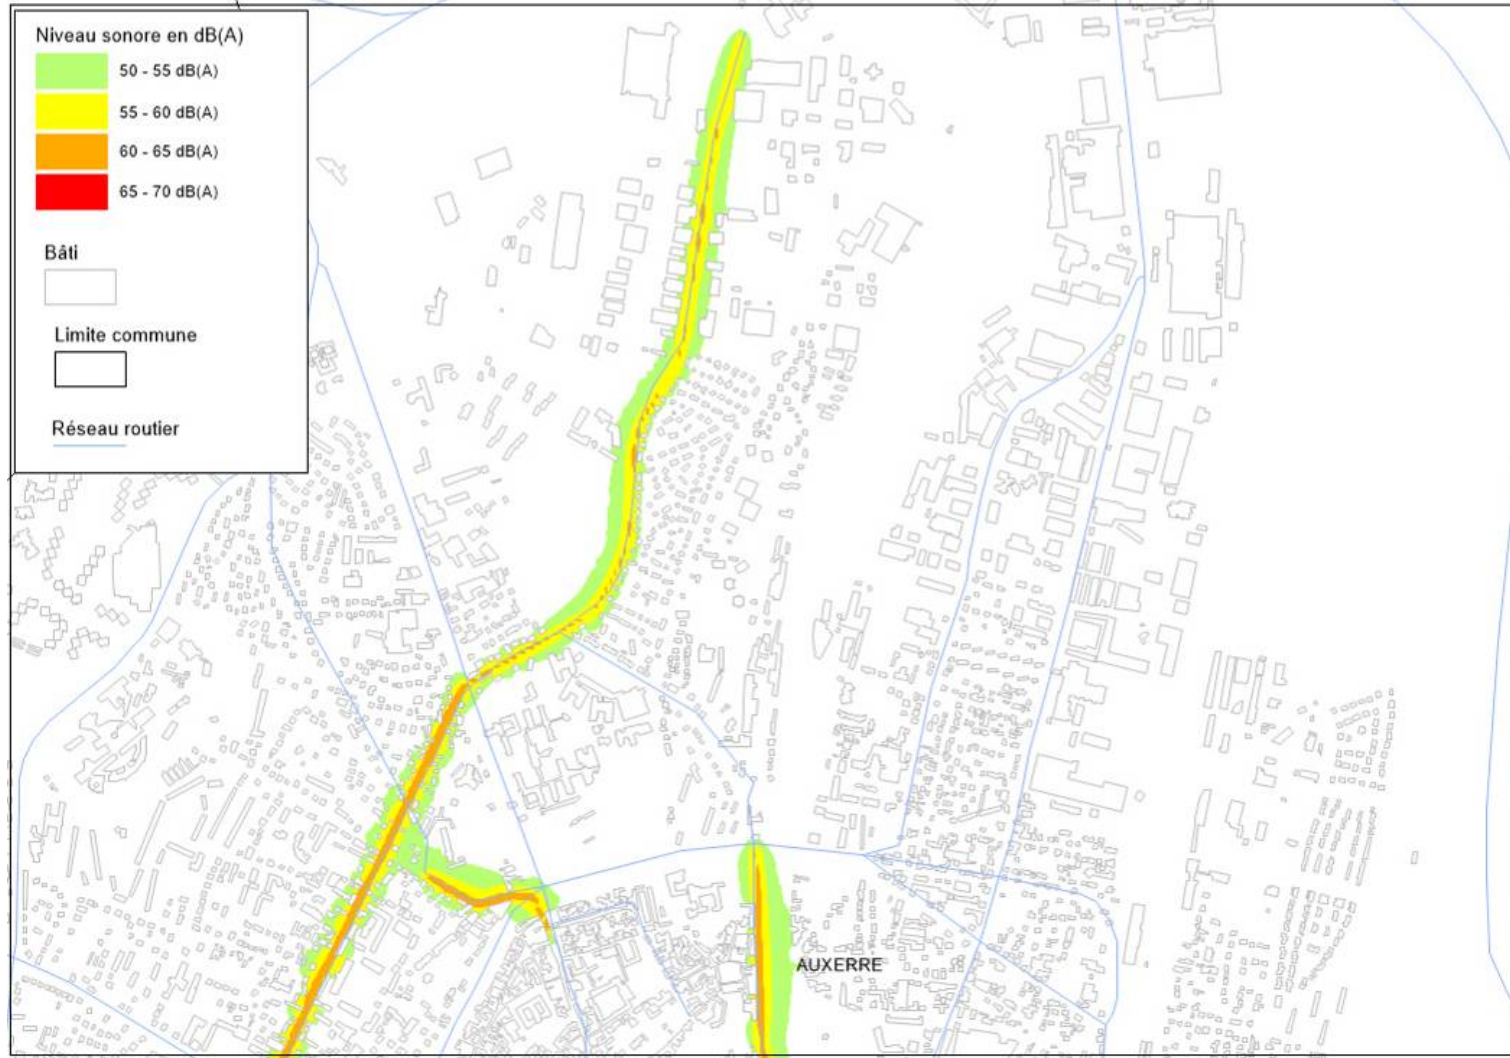 Niveau sonore en dB(A)
50 - 55 dB(A)
55 - 60 dB(A)
60 - 65 dB(A)
65 - 70 dB(A)
Bâti
Limite commune
Réseau routier
AUXERRE